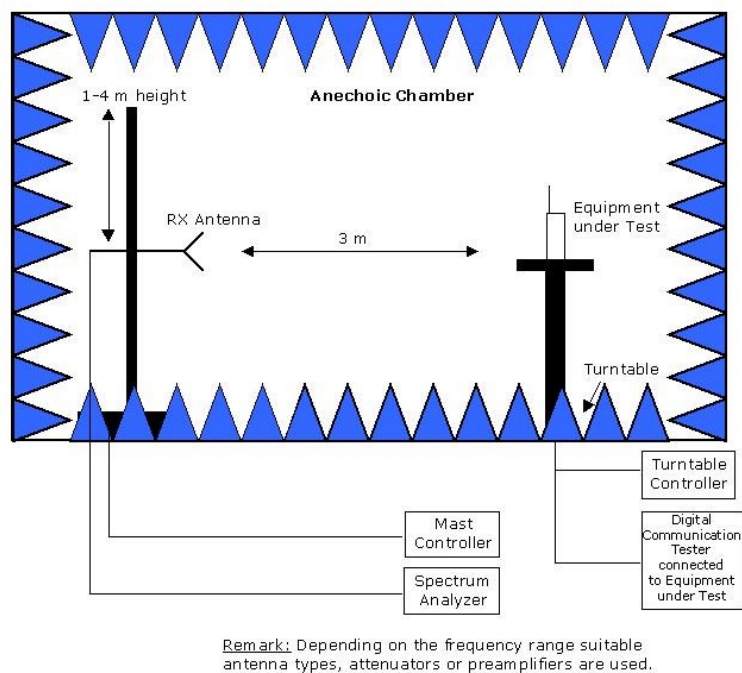 Anechoic Chamber
1-4 m height
RX Antenna
3 m
Equipment
under Test
Turntable
Turntable
Controller
Mast
Controller
Digital
Communication
Tester
connected
to Equipment
under Test
Spectrum
Analyzer
Remark: Depending on the frequency range suitable
antenna types, attenuators or preamplifiers are used.